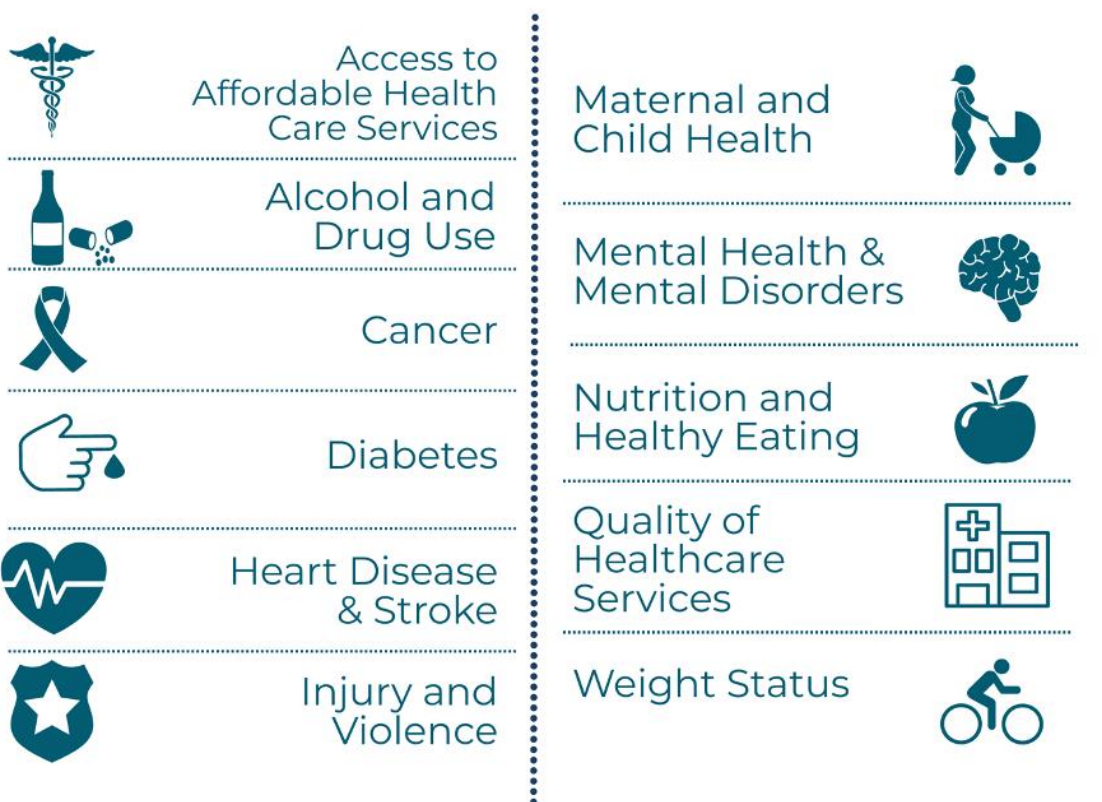 Access to
Affordable Health
Care Services
Alcohol and
Drug Use
Cancer
Diabetes
Heart Disease
& Stroke
Injury and
Violence
Maternal and
Child Health
Mental Health &
Mental Disorders
Nutrition and
Healthy Eating
Quality of
Healthcare
Services
Weight Status